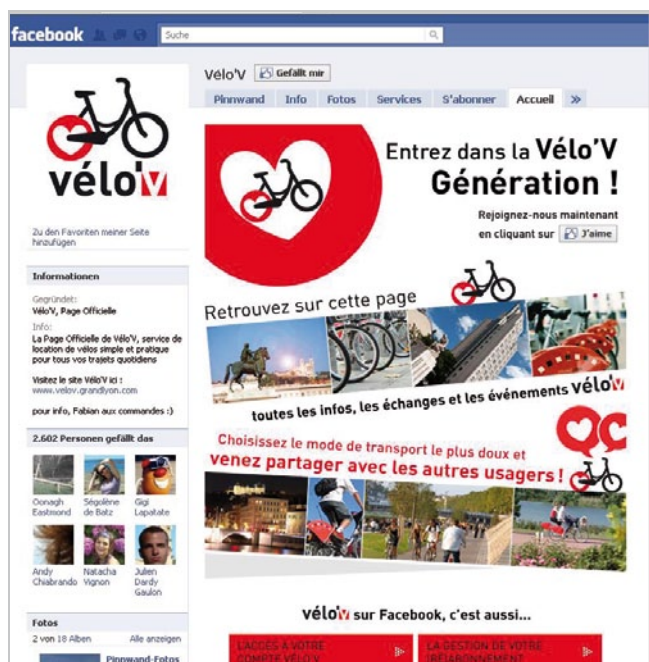 facebook
Suche
vélo'v
Zu den Favoriten meiner Seite
hinzufügen
Informationen
Gegründet:
Vélo'V, Page Officielle
Info:
La Page Officielle de Vélo'V, service de
location de vélos simple et pratique
pour tous vos trajets quotidiens
Visitez le site Vélo'V ici :
www.velov.grandlyon.com
pour info, Fabian aux commandes :)
2.602 Personen gefällt das
Oonagh
Eastmond
Ségolène
de Batz
Gigi
Lapatate
Andy
Chiabrando
Natacha
Vignon
Julien
Dardy
Gaulon
Fotos
2 von 18 Alben Alle anzeigen
Pinnwand-Fotos
Vélo'V Gefällt mir
Pinnwand Info Fotos Services S'abonner Accueil »
Entrez dans la Vélo'V
Génération !
Rejoignez-nous maintenant
en cliquant sur J'aime
Retrouvez sur cette page
toutes les infos, les échanges et les événements vélo'v
Choisissez le mode de transport le plus doux et
venez partager avec les autres usagers !
vélo'v sur Facebook, c'est aussi...
L'ACCÈS À VOTRE
COMPTE VÉLO'V
LA GESTION DE VOTRE
(RÉ)ABONNEMENT